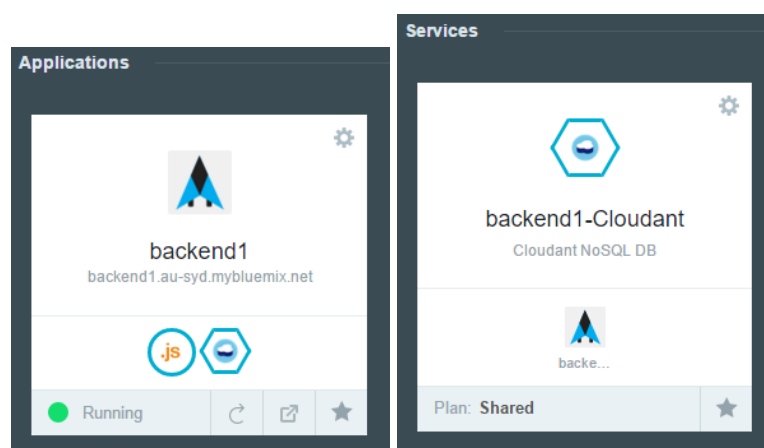 Applications
backend1
backend1.au-syd.mybluemix.net
.js
Running
Services
backend1-Cloudant
Cloudant NoSQL DB
backe...
Plan: Shared